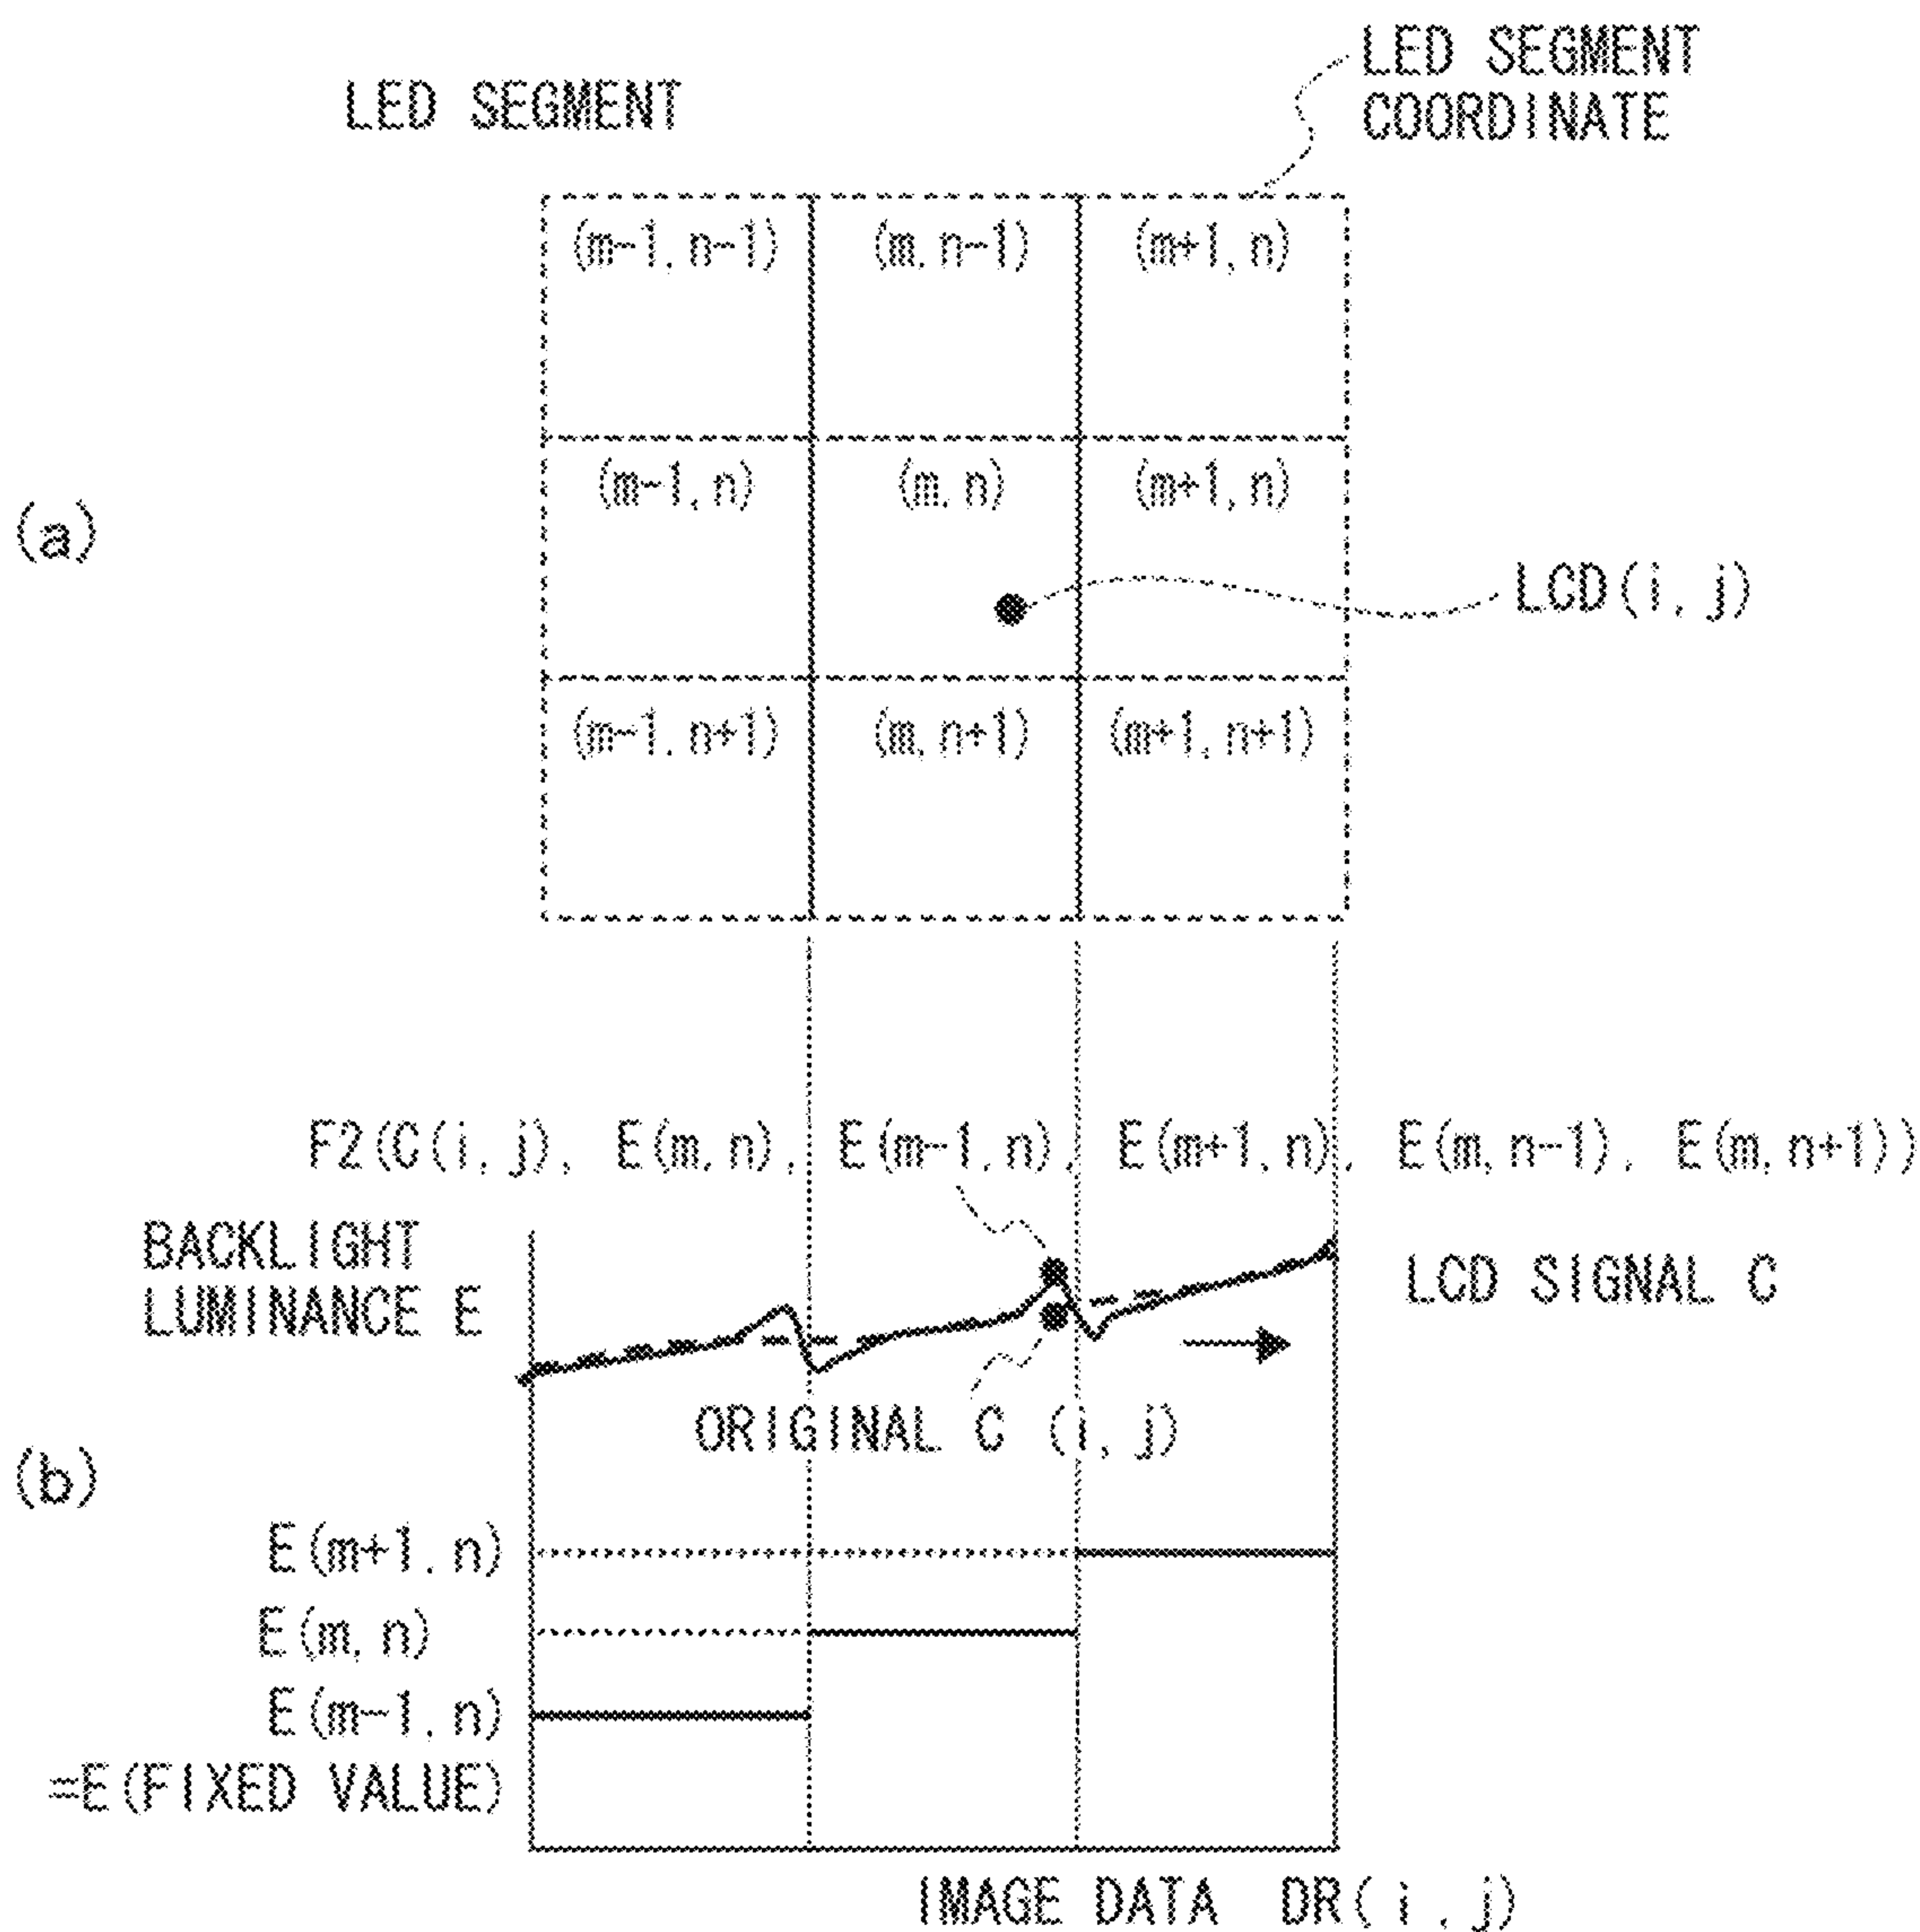 LED SEGMENT
LED SEGMENT
COORDINATE
(m-1, n-1)
(m, n-1)
(m+1, n)
(m-1, n)
(m, n)
(m+1, n)
(a)
LCD(i, j)
(m-1, n+1)
(m, n+1)
(m+1, n+1)
F2(C(i, j), E(m, n), E(m-1, n), E(m+1, n), E(m, n-1), E(m, n+1))
BACKLIGHT
LUMINANCE E
LCD SIGNAL C
ORIGINAL C (i, j)
(b)
E(m+1, n)
E(m, n)
E(m-1, n)
=E(FIXED VALUE)
IMAGE DATA DR(i, j)